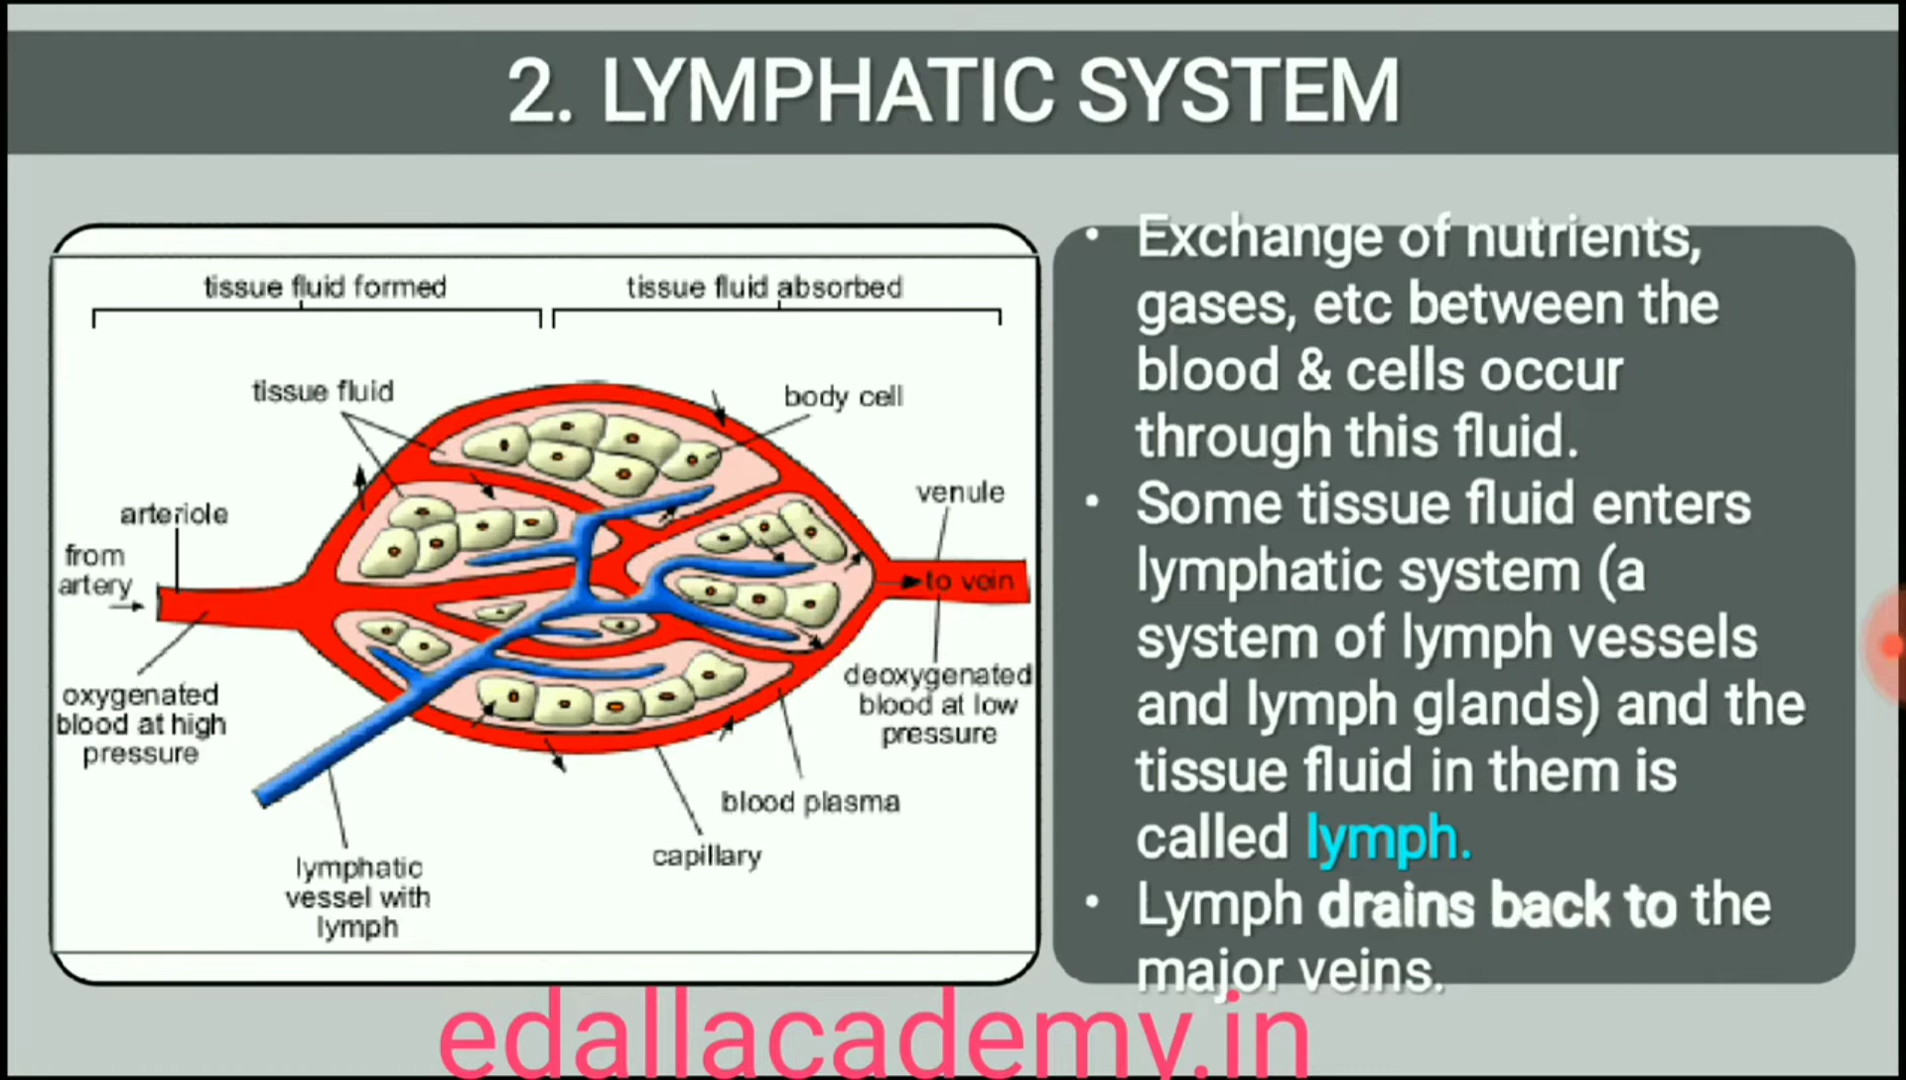 2. LYMPHATIC SYSTEM
tissue fluid formed
tissue fluid absorbed
tissue fluid
body cell
arteriole
from
artery
venule
to vein
oxygenated
blood at high
pressure
deoxygenated
blood at low
pressure
blood plasma
capillary
lymphatic
vessel with
lymph
• Exchange of nutrients,
gases, etc between the
blood & cells occur
through this fluid.
• Some tissue fluid enters
lymphatic system (a
system of lymph vessels
and lymph glands) and the
tissue fluid in them is
called lymph.
• Lymph drains back to the
major veins.
edallacademy.in